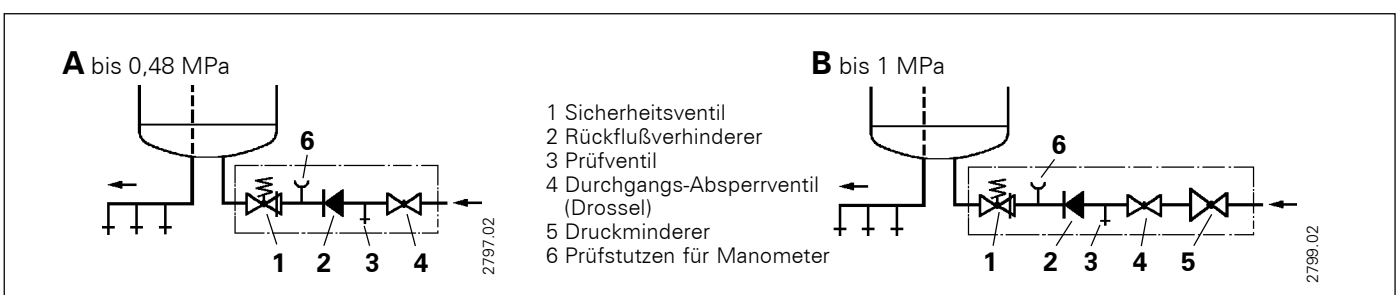 A bis 0,48 MPa
6
1 2 3 4
2797.02
1 Sicherheitsventil
2 Rückflußverhinderer
3 Prüfventil
4 Durchgangs-Absperrventil
(Drossel)
5 Druckminderer
6 Prüfstutzen für Manometer
B bis 1 MPa
6
1 2 3 4 5
2799.02